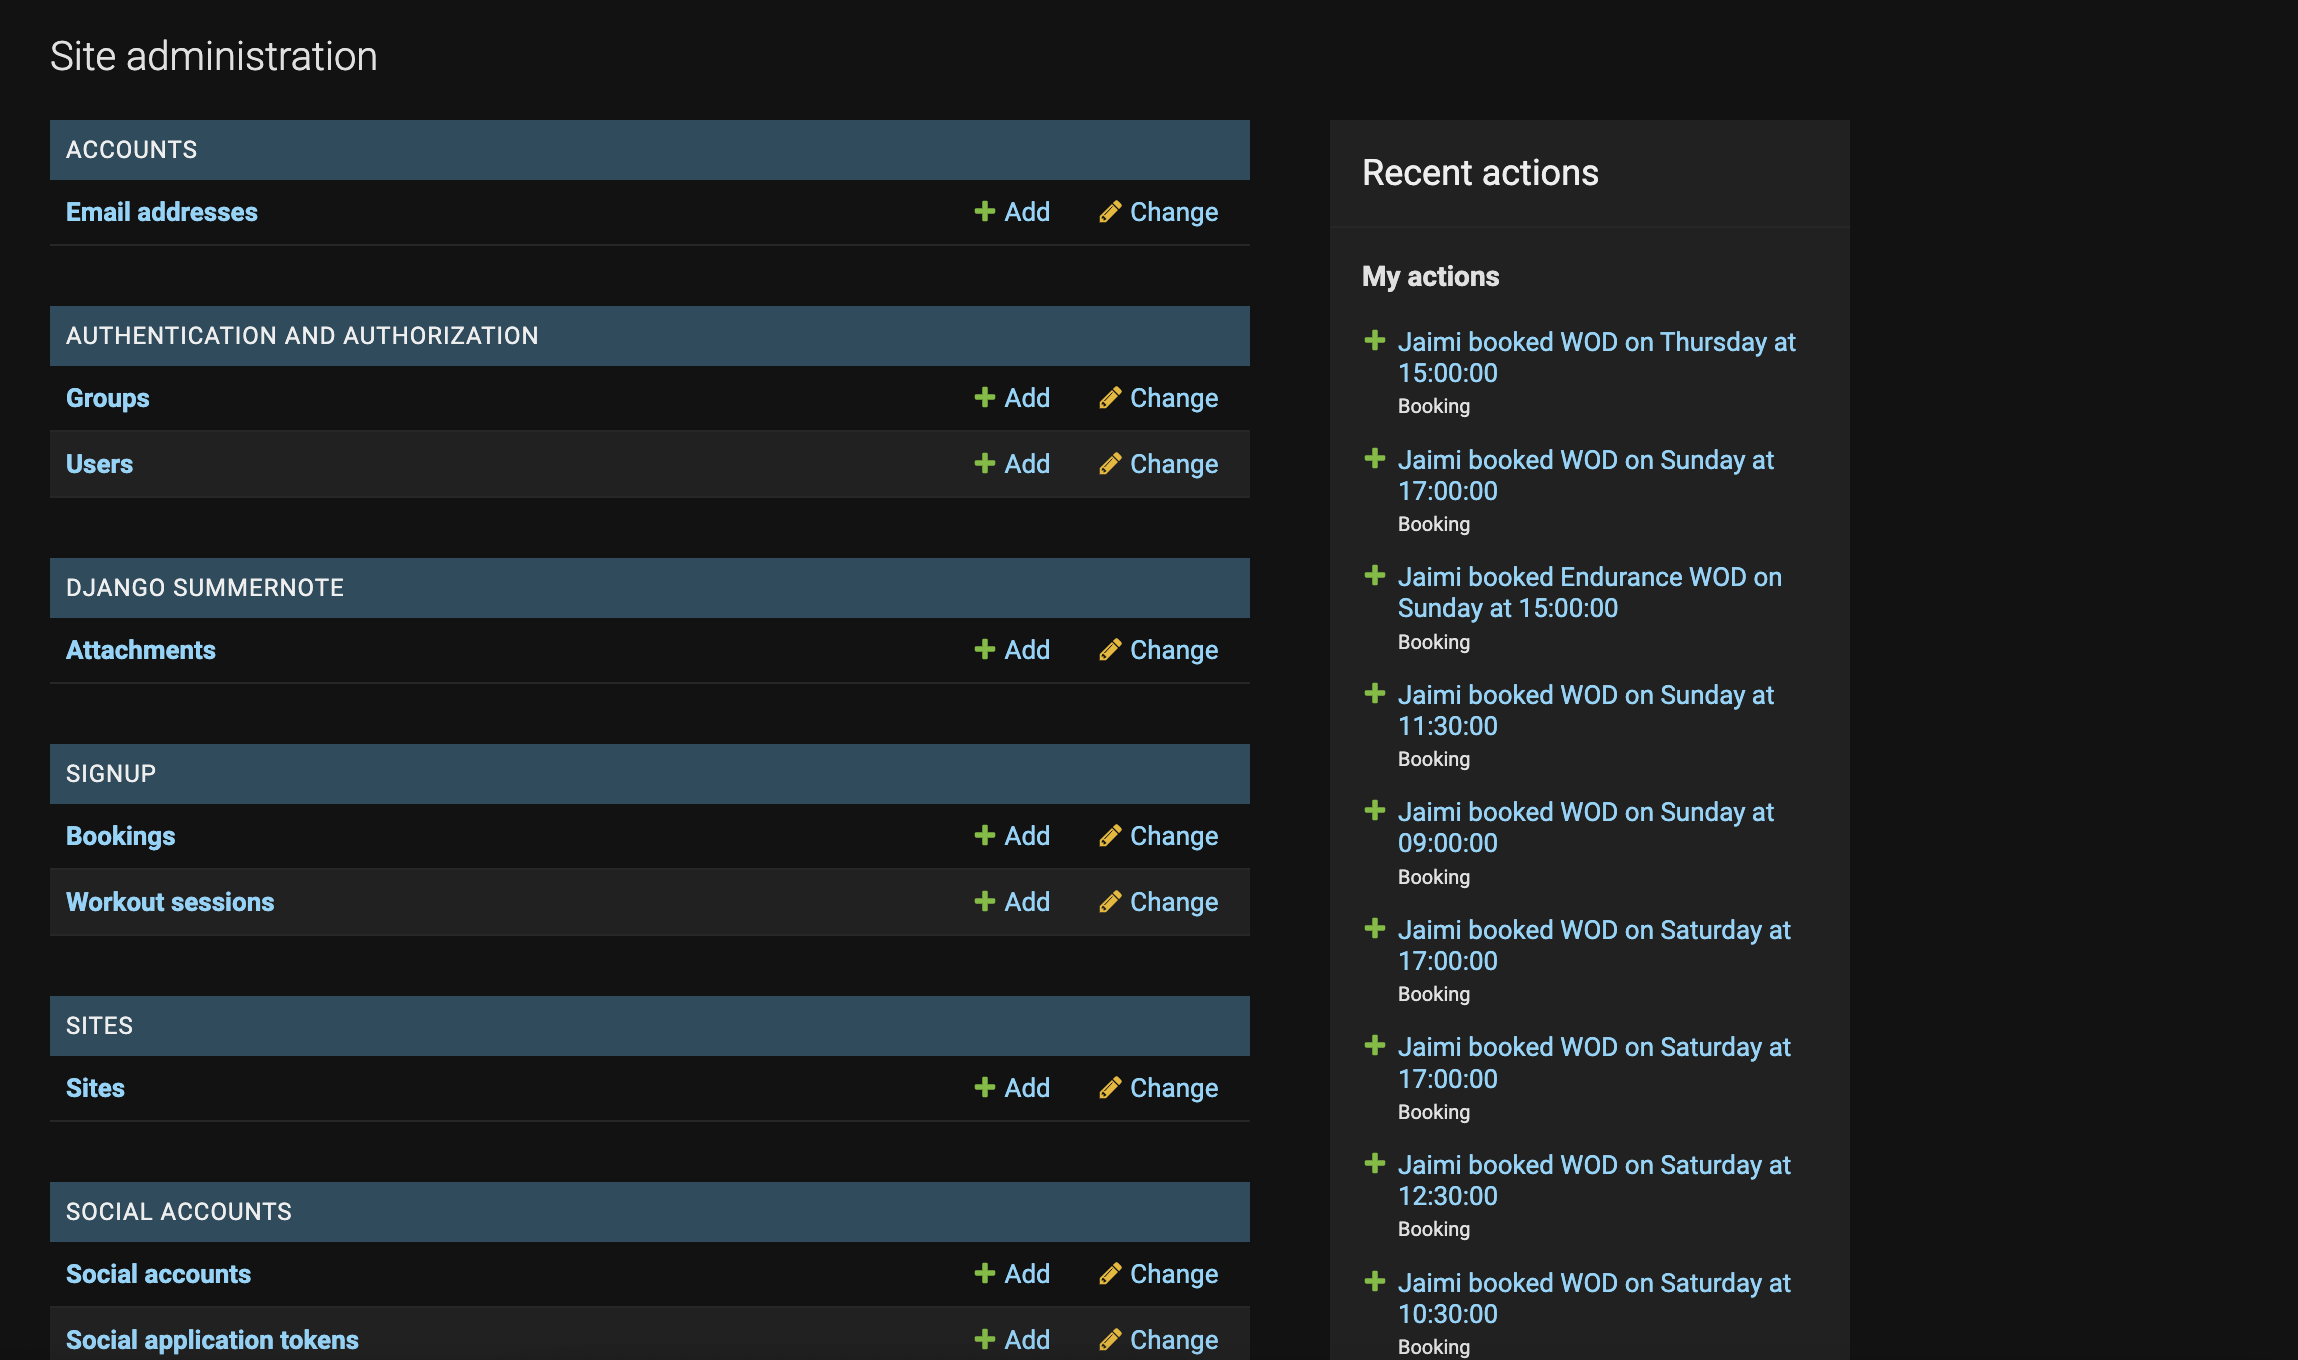 Site administration
ACCOUNTS
Email addresses Add Change
AUTHENTICATION AND AUTHORIZATION
Groups Add Change
Users Add Change
DJANGO SUMMERNOTE
Attachments Add Change
SIGNUP
Bookings Add Change
Workout sessions Add Change
SITES
Sites Add Change
SOCIAL ACCOUNTS
Social accounts Add Change
Social application tokens Add Change
Recent actions
My actions
Jaimi booked WOD on Thursday at
15:00:00
Booking
Jaimi booked WOD on Sunday at
17:00:00
Booking
Jaimi booked Endurance WOD on
Sunday at 15:00:00
Booking
Jaimi booked WOD on Sunday at
11:30:00
Booking
Jaimi booked WOD on Sunday at
09:00:00
Booking
Jaimi booked WOD on Saturday at
17:00:00
Booking
Jaimi booked WOD on Saturday at
17:00:00
Booking
Jaimi booked WOD on Saturday at
12:30:00
Booking
Jaimi booked WOD on Saturday at
10:30:00
Booking